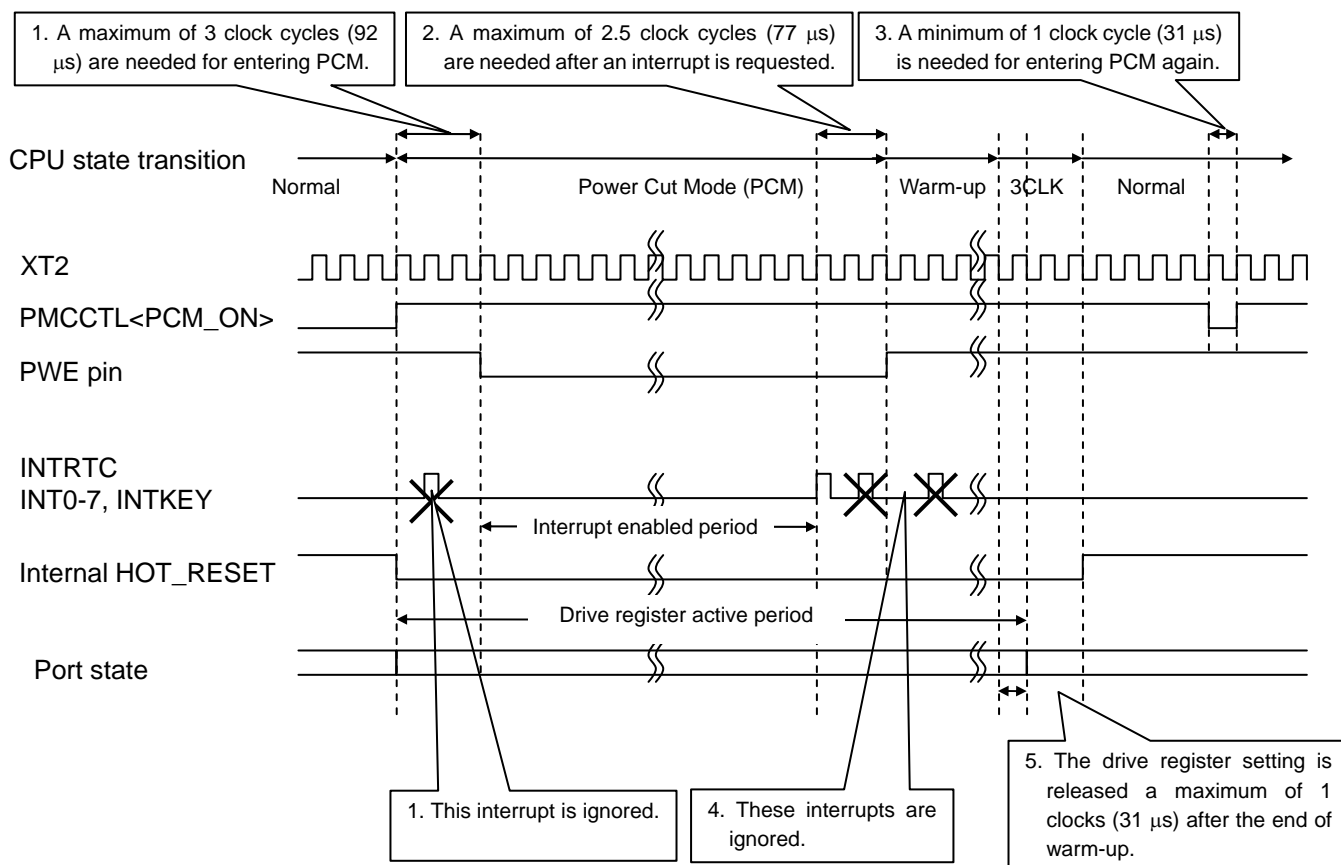 1. A maximum of 3 clock cycles (92
μs) are needed for entering PCM.
2. A maximum of 2.5 clock cycles (77 μs)
are needed after an interrupt is requested.
3. A minimum of 1 clock cycle (31 μs)
is needed for entering PCM again.
CPU state transition
Normal
Power Cut Mode (PCM)
Warm-up
3CLK
Normal
XT2
PMCCTL<PCM_ON>
PWE pin
INTRTC
INT0-7, INTKEY
Interrupt enabled period
Internal HOT_RESET
Drive register active period
Port state
1. This interrupt is ignored.
4. These interrupts are
ignored.
5. The drive register setting is
released a maximum of 1
clocks (31 μs) after the end of
warm-up.